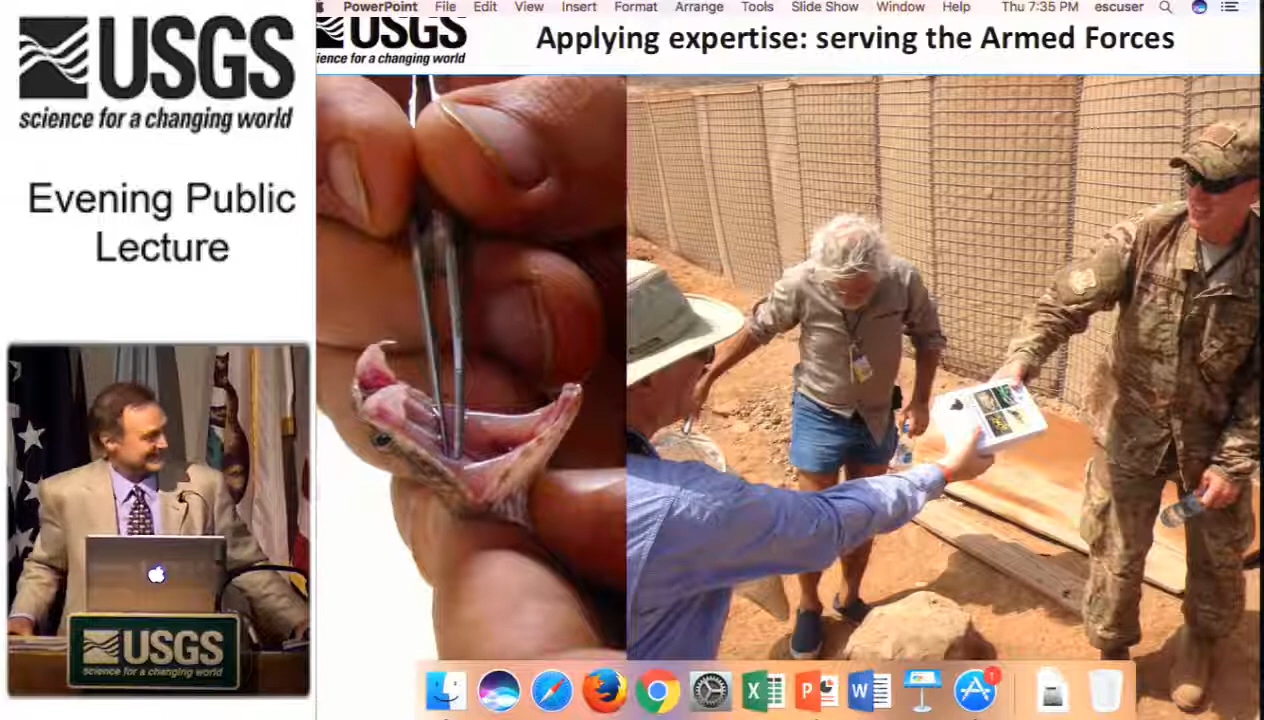 USGS
science for a changing world
Evening Public
Lecture
PowerPoint File Edit View Insert Format Arrange Tools Slide Show Window Help Thu 7:35 PM escuser
USGS
ience for a changing world
Applying expertise: serving the Armed Forces
USGS
science for a changing world
X P W 1